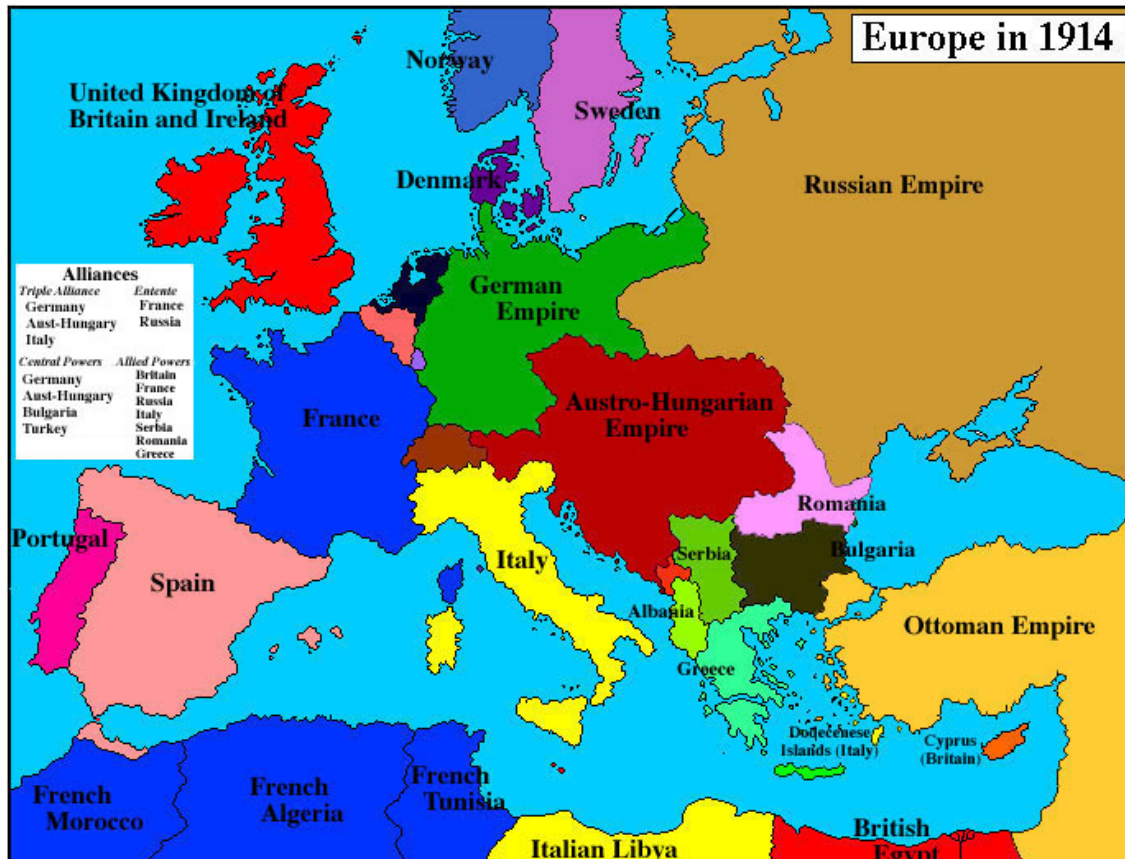 Europe in 1914
Norway
United Kingdom of
Britain and Ireland
Sweden
Denmark
Russian Empire
Alliances
Triple Alliance Entente
Germany France
Aust-Hungary Russia
Italy
Central Powers Allied Powers
Germany Britain
Aust-Hungary France
Bulgaria Russia
Turkey Italy
Serbia
Romania
Greece
German
Empire
France
Austro-Hungarian
Empire
Romania
Portugal
Spain
Italy
Serbia
Bulgaria
Albania
Ottoman Empire
Greece
Dodecenese
Islands (Italy)
Cyprus
(Britain)
French
Morocco
French
Algeria
French
Tunisia
Italian Libya
British
Egypt